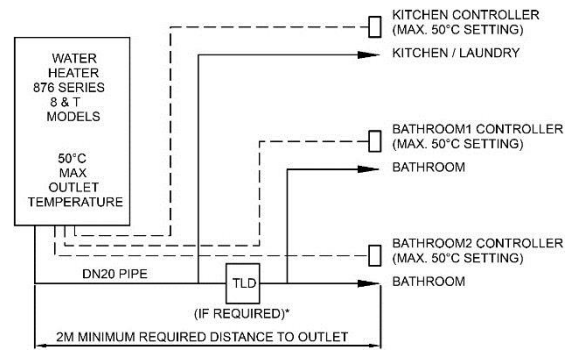 KITCHEN CONTROLLER
(MAX. 50°C SETTING)
KITCHEN / LAUNDRY
WATER
HEATER
876 SERIES
8 & T
MODELS
50°C
MAX
OUTLET
TEMPERATURE
BATHROOM1 CONTROLLER
(MAX. 50°C SETTING)
BATHROOM
BATHROOM2 CONTROLLER
(MAX. 50°C SETTING)
DN20 PIPE
TLD
BATHROOM
(IF REQUIRED)*
2M MINIMUM REQUIRED DISTANCE TO OUTLET